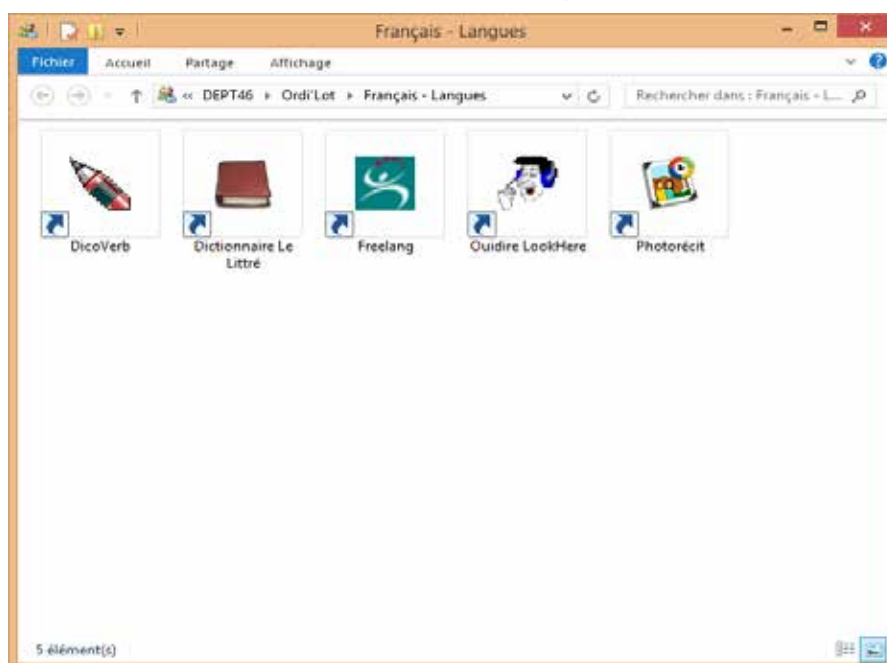 Français - Langues
Fichier Accueil Partage Affichage
« DEPT46 ▸ Ordi'Lot ▸ Français - Langues
Rechercher dans : Français - L...
DicoVerb
Dictionnaire Le
Littré
Freelang
Ouidire LookHere
Photorécit
5 élément(s)